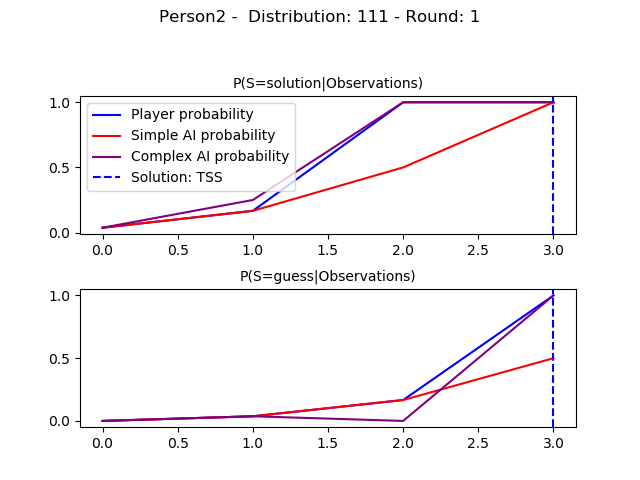 Person2 -  Distribution: 111 - Round: 1
P(S=solution|Observations)
1.0
0.5
0.0
Player probability
Simple AI probability
Complex AI probability
Solution: TSS
0.0 0.5 1.0 1.5 2.0 2.5 3.0
P(S=guess|Observations)
1.0
0.5
0.0
0.0 0.5 1.0 1.5 2.0 2.5 3.0